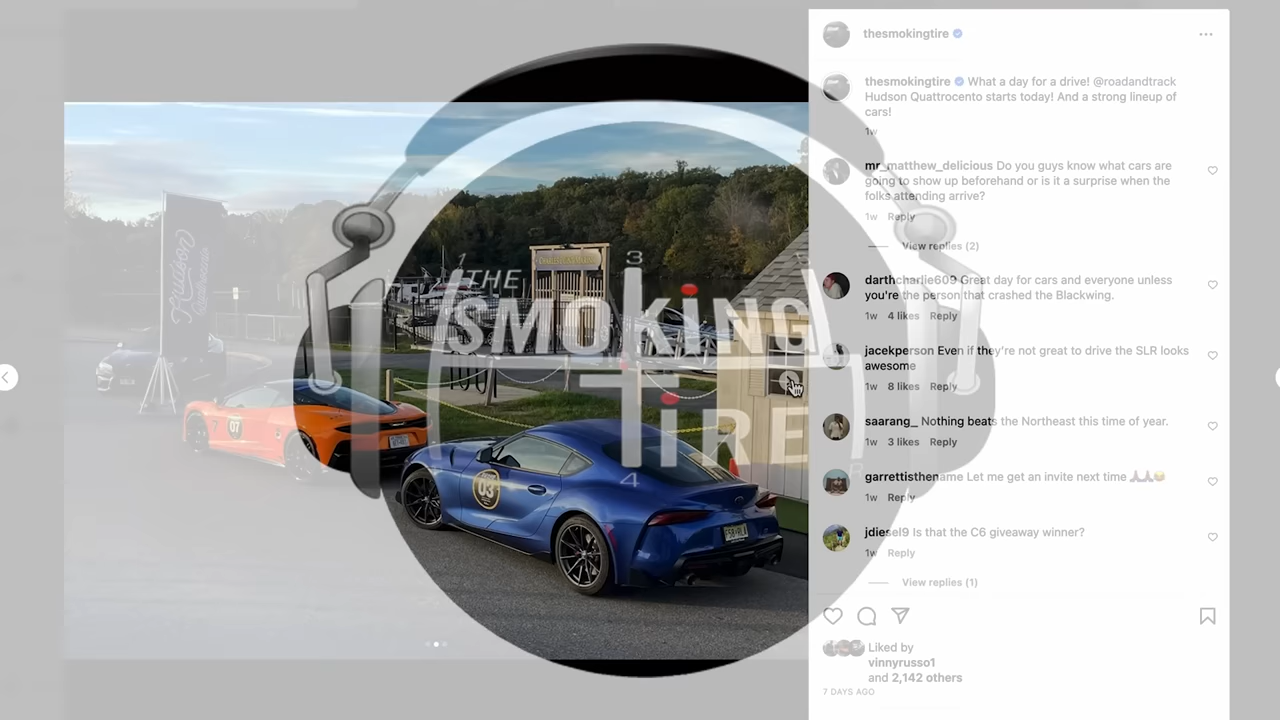 thesmokingtire
thesmokingtire What a day for a drive! @roadandtrack
Hudson Quattrocento starts today! And a strong lineup of
cars!
1w
mr_matthew_delicious Do you guys know what cars are
going to show up beforehand or is it a surprise when the
folks attending arrive?
1w Reply
View replies (2)
darthcharlie609 Great day for cars and everyone unless
you're the person that crashed the Blackwing.
1w 4 likes Reply
jacekperson Even if they're not great to drive the SLR looks
awesome
1w 8 likes Reply
saarang_ Nothing beats the Northeast this time of year.
1w 3 likes Reply
garrettisthename Let me get an invite next time
1w Reply
jdiesel9 Is that the C6 giveaway winner?
1w Reply
View replies (1)
Liked by
vinnyrusso1
and 2,142 others
7 DAYS AGO
THE
SMOKING
TIRE
1
3
4
R
Hudson
07
03